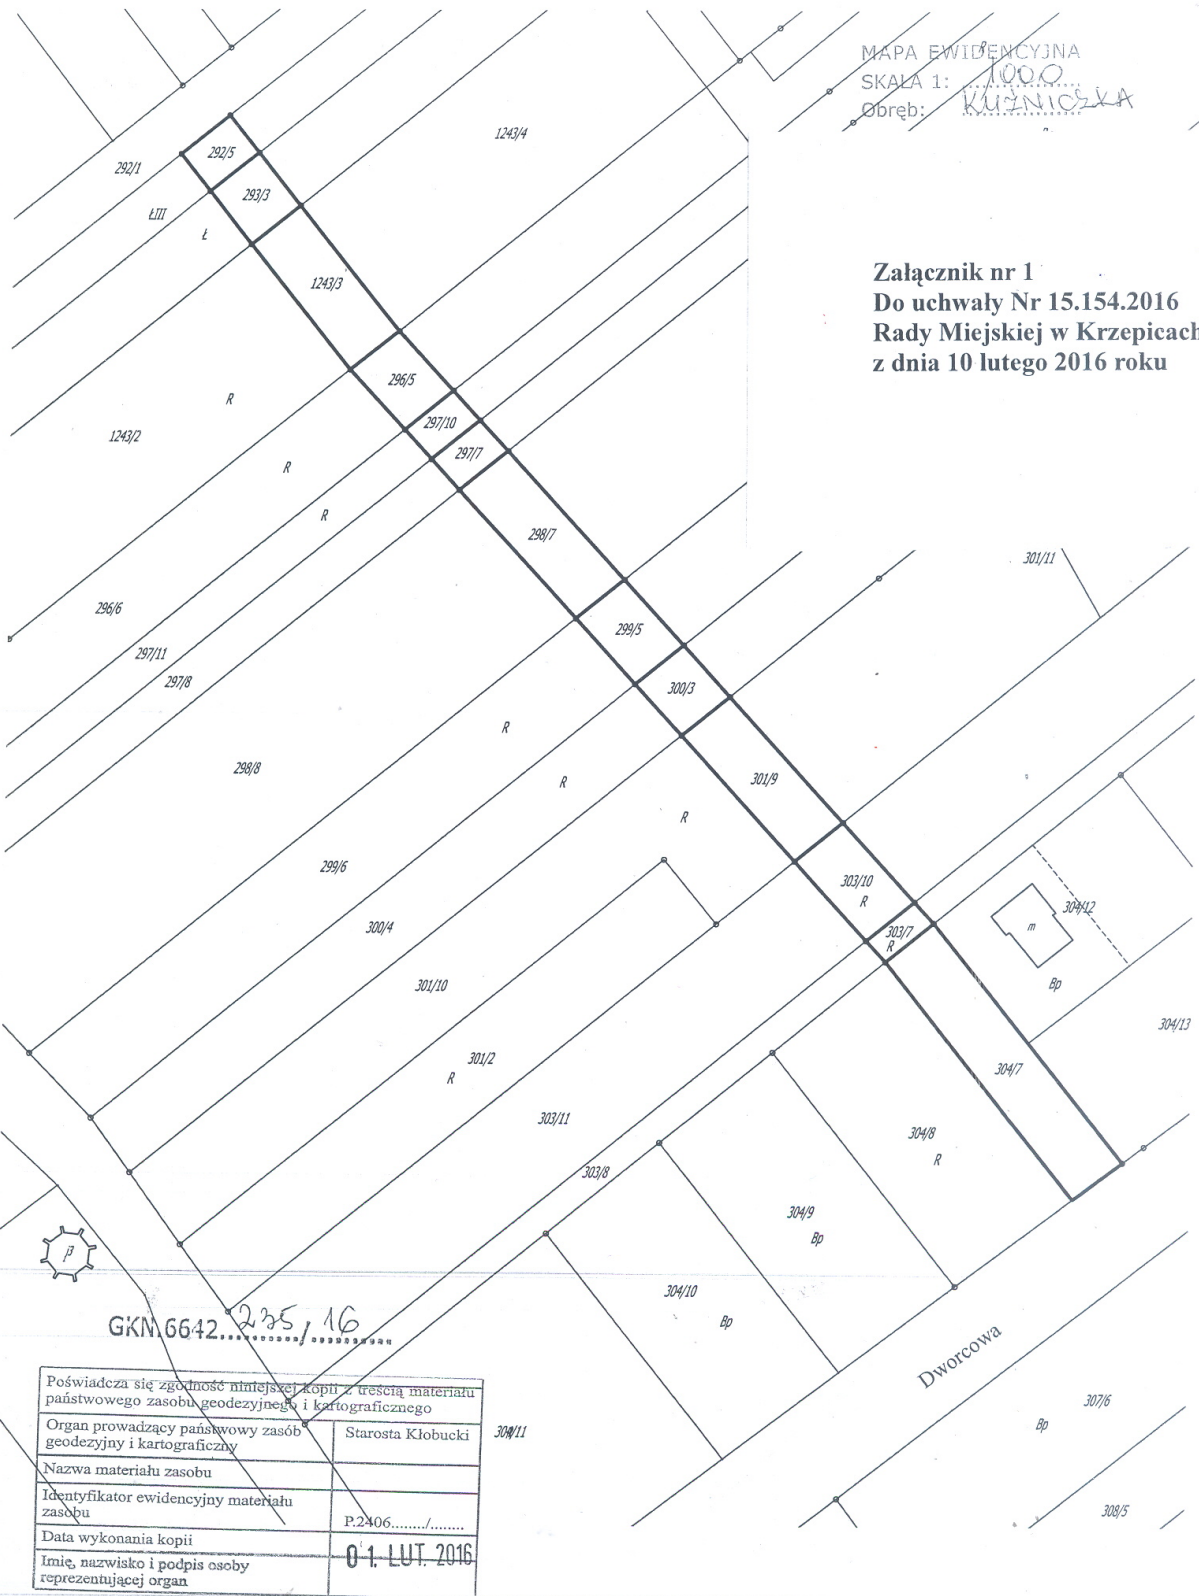 MAPA EWIDENCYJNA
R
SKALA 1: 1000
Obręb: KUŹNICZKA
Załącznik nr 1
Do uchwały Nr 15.154.2016
Rady Miejskiej w Krzepicach
z dnia 10 lutego 2016 roku
1243/4
292/5
292/1
293/3
ŁIII
Ł
1243/3
296/5
R
297/10
1243/2
297/7
R
R
298/7
301/11
296/6
299/5
297/11
297/8
300/3
R
298/8
301/9
R
R
299/6
303/10
R
304/12
300/4
m
303/7
R
301/10
Bp
304/13
301/2
R
304/7
303/11
304/8
R
303/8
304/9
Bp
304/10
Bp
GKN.6642. 235 / 16
Dworcowa
Poświadcza się zgodność niniejszej kopii z treścią materiału
państwowego zasobu geodezyjnego i kartograficznego
Organ prowadzący państwowy zasób
geodezyjny i kartograficzny
Starosta Kłobucki
304/11
307/6
Bp
Nazwa materiału zasobu
Identyfikator ewidencyjny materiału
zasobu
P.2406......../........
308/5
Data wykonania kopii
01. LUT. 2016
Imię, nazwisko i podpis osoby
reprezentującej organ